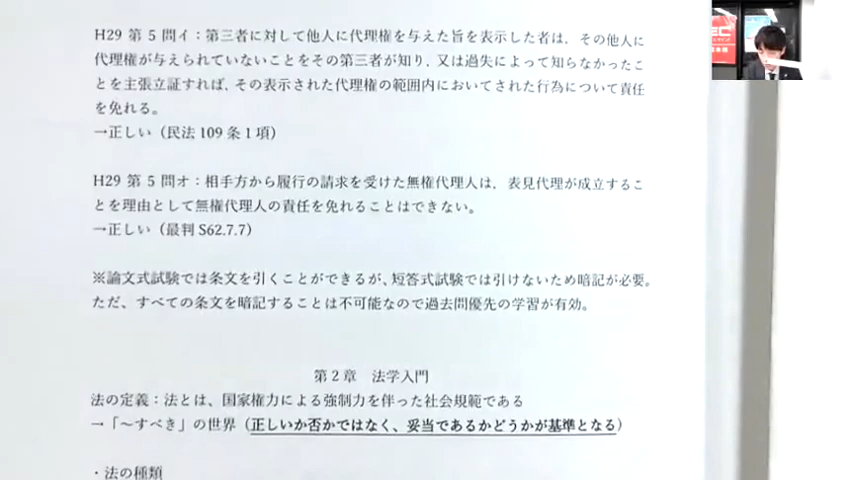 H29 第 5 問イ：第三者に対して他人に代理権を与えた旨を表示した者は、その他人に
代理権が与えられていないことをその第三者が知り、又は過失によって知らなかったこ
とを主張立証すれば、その表示された代理権の範囲内においてされた行為について責任
を免れる。
→正しい（民法 109 条 1 項）
H29 第 5 問オ：相手方から履行の請求を受けた無権代理人は、表見代理が成立するこ
とを理由として無権代理人の責任を免れることはできない。
→正しい（最判 S62.7.7）
※論文式試験では条文を引くことができるが、短答式試験では引けないため暗記が必要。
ただ、すべての条文を暗記することは不可能なので過去問優先の学習が有効。
第 2 章　法学入門
法の定義：法とは、国家権力による強制力を伴った社会規範である
→「～すべき」の世界（正しいか否かではなく、妥当であるかどうかが基準となる）
・法の種類